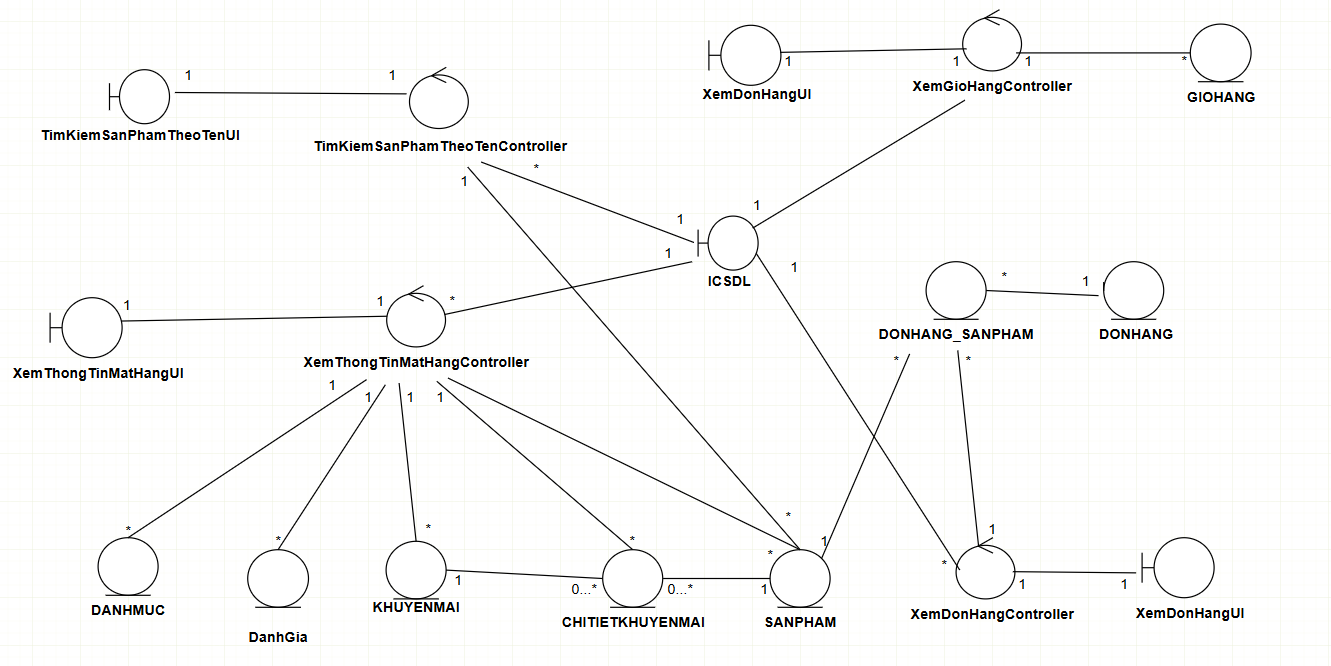 1
1
1
*
XemDonHangUI
XemGioHangController
GIOHANG
1
1
TimKiemSanPhamTheoTenUI
TimKiemSanPhamTheoTenController
*
1
1
1
1
1
ICSDL
*
1
DONHANG_SANPHAM
DONHANG
1
1
*
XemThongTinMatHangUI
XemThongTinMatHangController
*
*
1
1
1
1
*
*
*
*
*
*
1
1
*
DANHMUC
DanhGia
KHUYENMAI
1
0...*
CHITIETKHUYENMAI
0...*
1
SANPHAM
1
1
XemDonHangController
XemDonHangUI